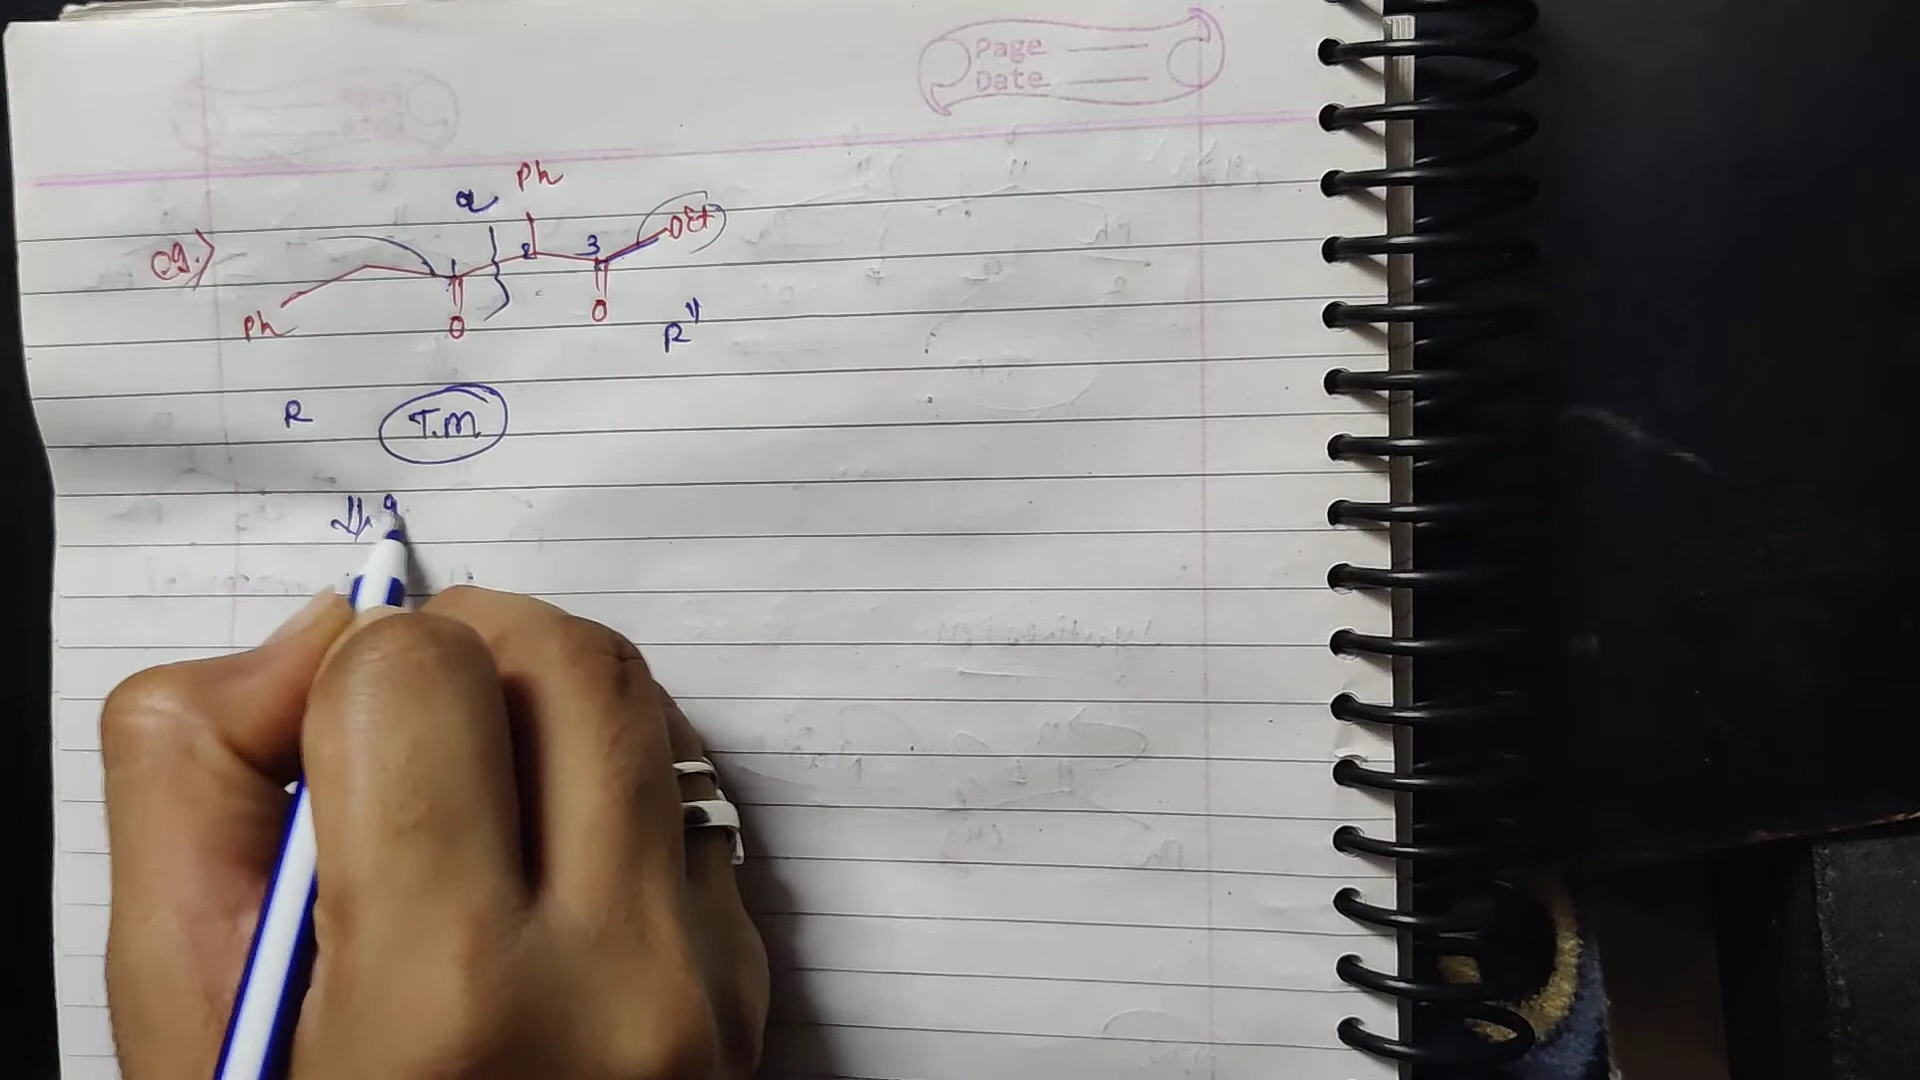 Page
Date
Ph
a
eg.)
1
2
3
OEt
Ph
O
O
R"
R
T.M
a